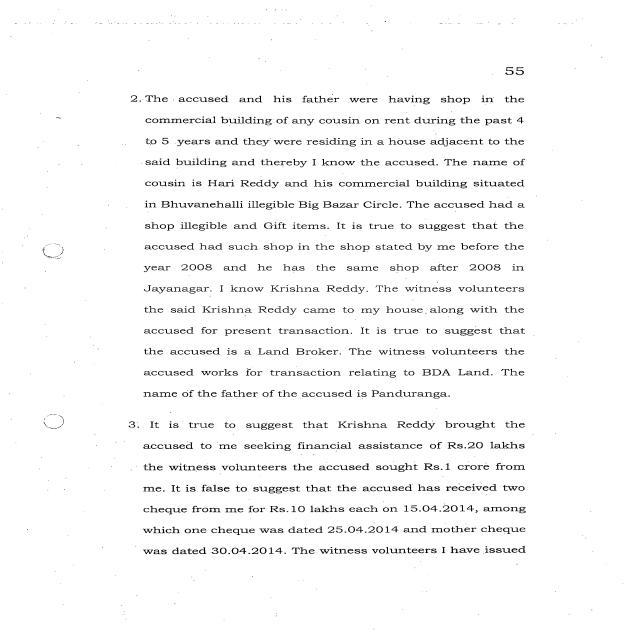 55
2. The accused and his father were having shop in the
commercial building of any cousin on rent during the past 4
to 5 years and they were residing in a house adjacent to the
said building and thereby I know the accused. The name of
cousin is Hari Reddy and his commercial building situated
in Bhuvanehalli illegible Big Bazar Circle. The accused had a
shop illegible and Gift items. It is true to suggest that the
accused had such shop in the shop stated by me before the
year 2008 and he has the same shop after 2008 in
Jayanagar. I know Krishna Reddy. The witness volunteers
the said Krishna Reddy came to my house along with the
accused for present transaction. It is true to suggest that
the accused is a Land Broker. The witness volunteers the
accused works for transaction relating to BDA Land. The
name of the father of the accused is Panduranga.
3. It is true to suggest that Krishna Reddy brought the
accused to me seeking financial assistance of Rs.20 lakhs
the witness volunteers the accused sought Rs.1 crore from
me. It is false to suggest that the accused has received two
cheque from me for Rs.10 lakhs each on 15.04.2014, among
which one cheque was dated 25.04.2014 and mother cheque
was dated 30.04.2014. The witness volunteers I have issued